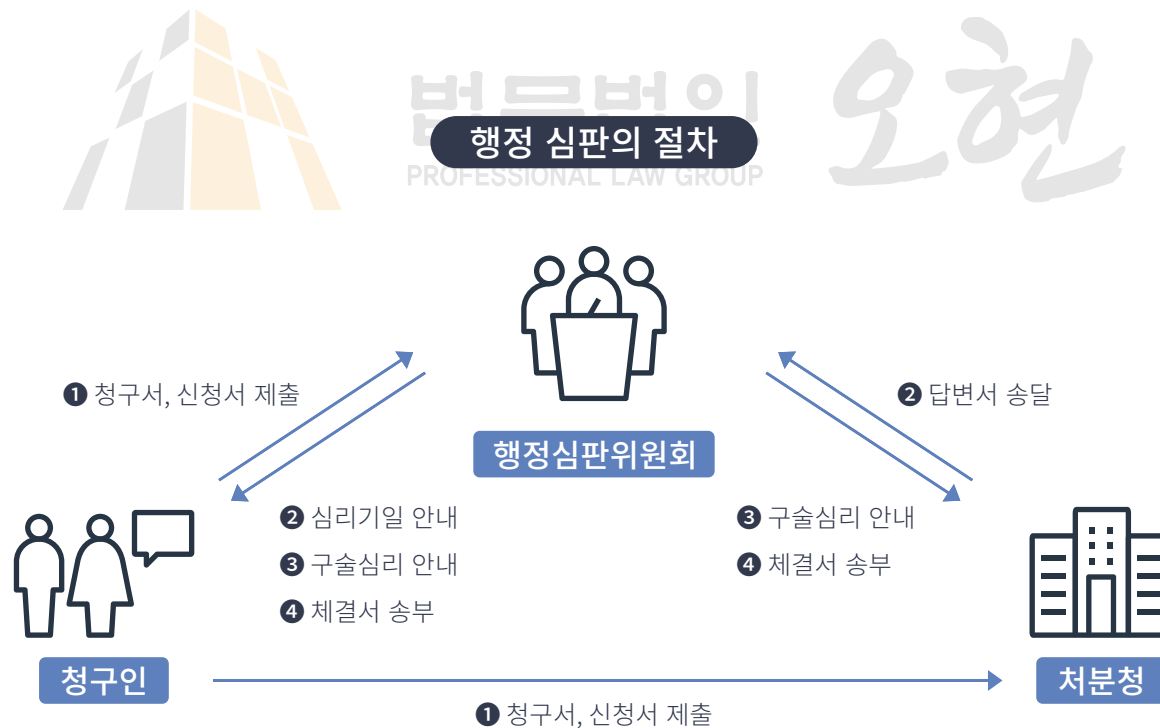 법무법인 오현
행정 심판의 절차
PROFESSIONAL LAW GROUP
❶ 청구서, 신청서 제출
❷ 답변서 송달
행정심판위원회
❷ 심리기일 안내
❸ 구술심리 안내
❹ 체결서 송부
❸ 구술심리 안내
❹ 체결서 송부
청구인
처분청
❶ 청구서, 신청서 제출